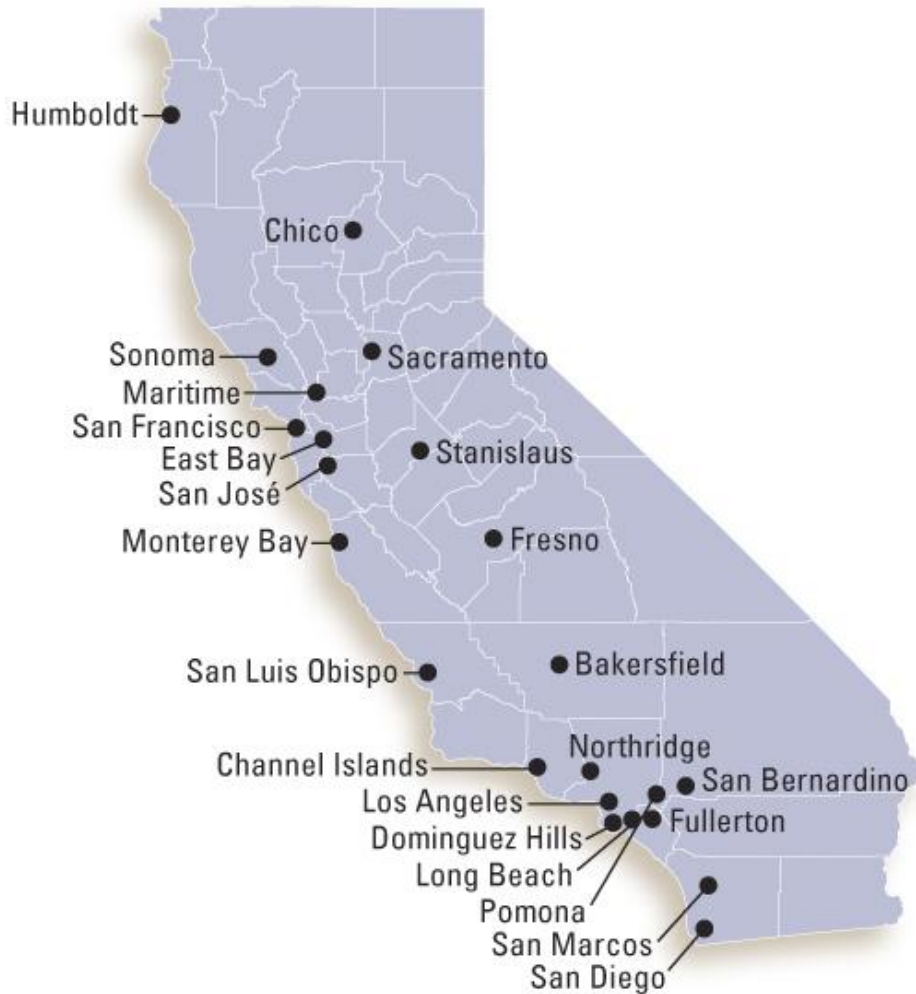 Humboldt
Chico
Sonoma
Sacramento
Maritime
San Francisco
East Bay
Stanislaus
San José
Monterey Bay
Fresno
San Luis Obispo
Bakersfield
Northridge
Channel Islands
San Bernardino
Los Angeles
Fullerton
Dominguez Hills
Long Beach
Pomona
San Marcos
San Diego